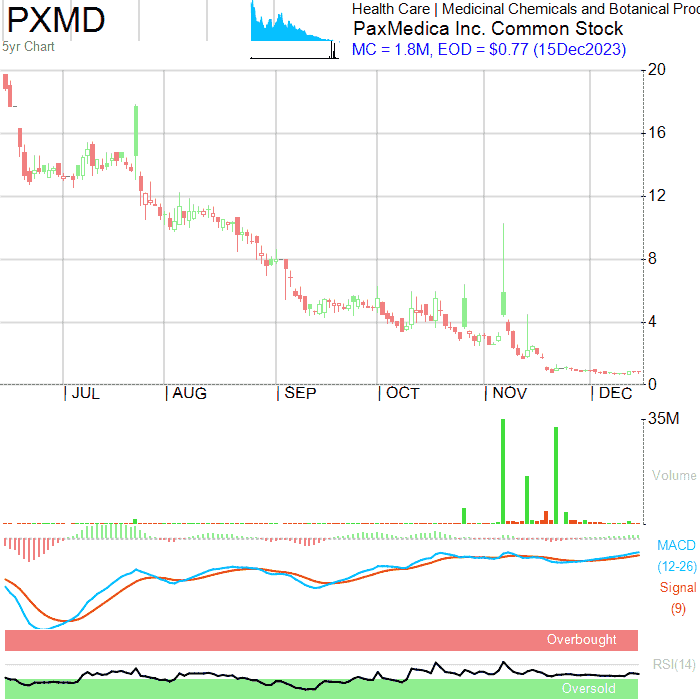 PXMD
5yr Chart
Health Care | Medicinal Chemicals and Botanical Proc
PaxMedica Inc. Common Stock
MC = 1.8M, EOD = $0.77 (15Dec2023)
20
16
12
8
4
0
JUL AUG SEP OCT NOV DEC
35M
Volume
MACD
(12-26)
Signal
(9)
Overbought
RSI(14)
Oversold